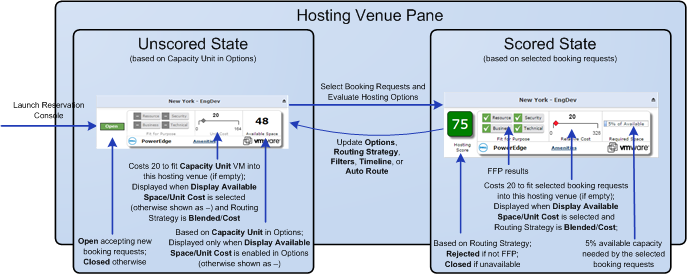 Hosting Venue Pane
Unscored State
(based on Capacity Unit in Options)
New York - EngDev
Open
Resource
Security
Business
Technical
Fit for Purpose
20
0
164
Unit Cost
48
Available Space
PowerEdge
Amenities
vmware
Launch Reservation
Console
Open accepting new
booking requests;
Closed otherwise
Costs 20 to fit Capacity Unit VM into
this hosting venue (if empty);
Displayed when Display Available
Space/Unit Cost is selected
(otherwise shown as –) and Routing
Strategy is Blended/Cost
Based on Capacity Unit in Options;
Displayed only when Display Available
Space/Unit Cost is enabled in Options
(otherwise shown as –)
Select Booking Requests and
Evaluate Hosting Options
Update Options,
Routing Strategy,
Filters, Timeline, or
Auto Route
Scored State
(based on selected booking requests)
New York - EngDev
75
Hosting
Score
Resource
Security
Business
Technical
Fit for Purpose
20
0
328
Relative Cost
5% of Available
Required Space
PowerEdge
Amenities
vmware
FFP results
Costs 20 to fit selected booking requests
into this hosting venue (if empty);
Displayed when Display Available
Space/Unit Cost is selected and
Routing Strategy is Blended/Cost;
Based on Routing Strategy;
Rejected if not FFP;
Closed if unavailable
5% available capacity
needed by the selected
booking requests